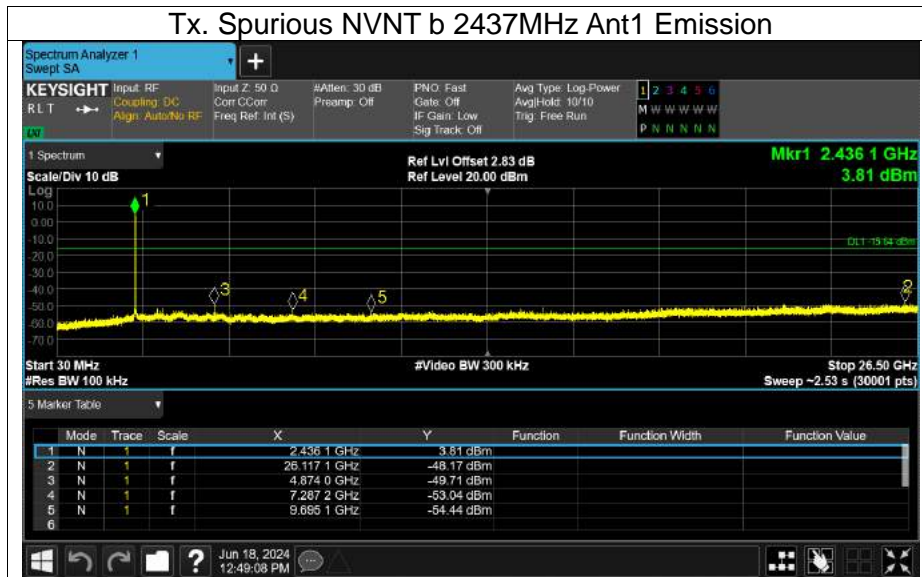 Tx. Spurious NVNT b 2437MHz Ant1 Emission
Spectrum Analyzer 1
Swept SA
+
KEYSIGHT Input: RF Input Z: 50 Ω #Atten: 30 dB PNO: Fast Avg Type: Log-Power 1 2 3 4 5 6
RLT Coupling: DC Corr CCorr Preamp: Off Gate: Off Avg|Hold: 10/10 M W W W W W
Align: Auto/No RF Freq Ref: Int (S) IF Gain: Low Trig: Free Run
Sig Track: Off P N N N N N
1 Spectrum
Ref Lvl Offset 2.83 dB Mkr1 2.436 1 GHz
Scale/Div 10 dB Ref Level 20.00 dBm 3.81 dBm
Log
10.0
0.00
-10.0
DL1 -15.64 dBm
-20.0
-30.0
-40.0
-50.0
-60.0
-70.0
1
3
4
5
2
Start 30 MHz #Video BW 300 kHz Stop 26.50 GHz
#Res BW 100 kHz Sweep ~2.53 s (30001 pts)
5 Marker Table
Mode Trace Scale X Y Function Function Width Function Value
1 N 1 f 2.436 1 GHz 3.81 dBm
2 N 1 f 26.117 1 GHz -48.17 dBm
3 N 1 f 4.874 0 GHz -49.71 dBm
4 N 1 f 7.287 2 GHz -53.04 dBm
5 N 1 f 9.695 1 GHz -54.44 dBm
6
? Jun 18, 2024
12:49:08 PM